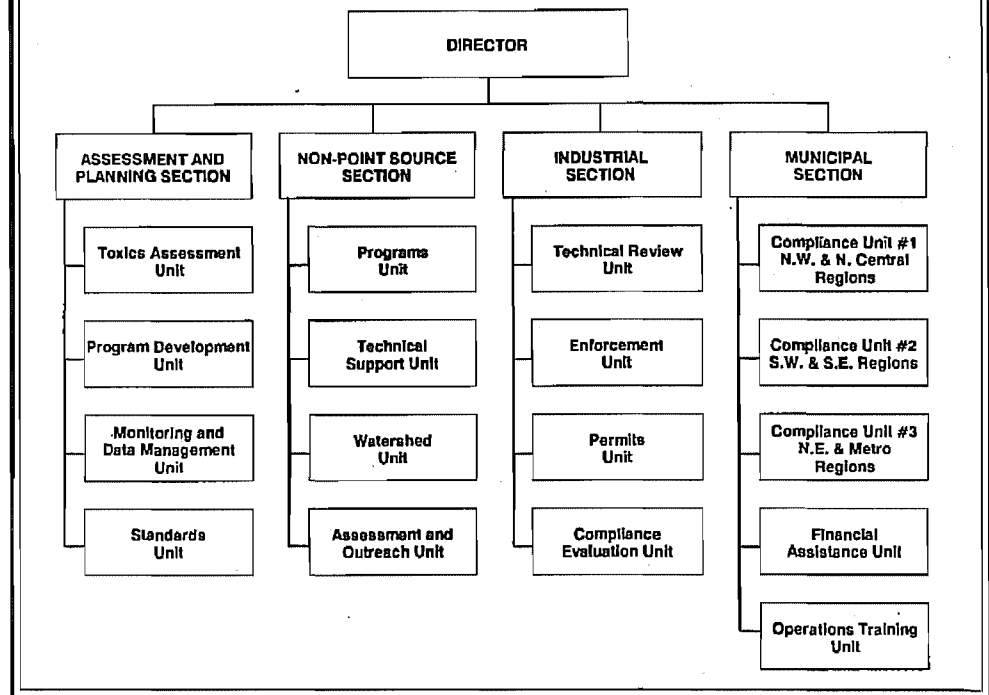 DIRECTOR
ASSESSMENT AND
PLANNING SECTION
Toxics Assessment
Unit
Program Development
Unit
Monitoring and
Data Management
Unit
Standards
Unit
NON-POINT SOURCE
SECTION
Programs
Unit
Technical
Support Unit
Watershed
Unit
Assessment and
Outreach Unit
INDUSTRIAL
SECTION
Technical Review
Unit
Enforcement
Unit
Permits
Unit
Compliance
Evaluation Unit
MUNICIPAL
SECTION
Compliance Unit #1
N.W. & N. Central
Regions
Compliance Unit #2
S.W. & S.E. Regions
Compliance Unit #3
N.E. & Metro
Regions
Financial
Assistance Unit
Operations Training
Unit